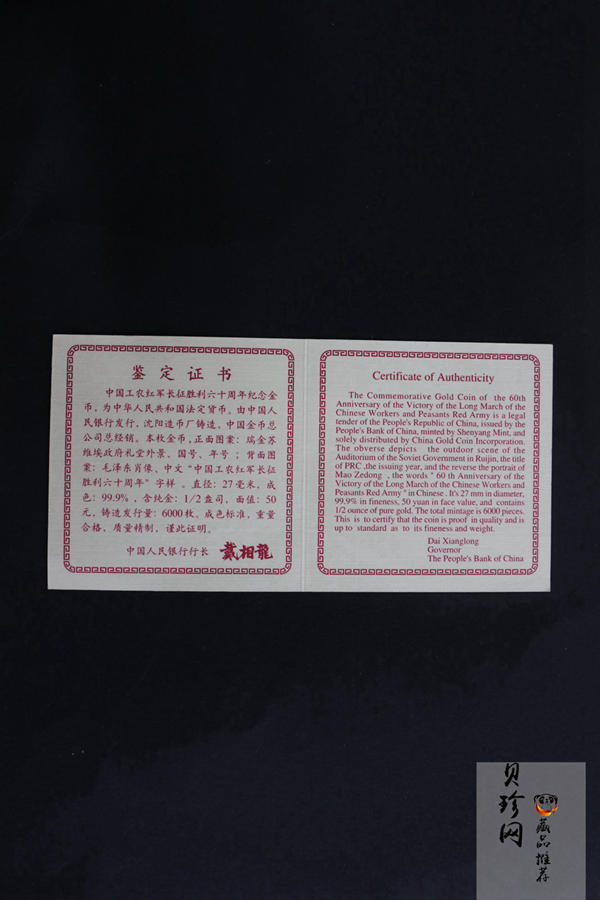 鉴定证书
中国工农红军长征胜利六十周年纪念金
币，为中华人民共和国法定货币。由中国人
民银行发行，沈阳造币厂铸造，中国金币总
公司总经销。本枚金币，正面图案：瑞金苏
维埃政府礼堂外景、国号、年号；背面图
案：毛泽东肖像、中文“中国工农红军长征
胜利六十周年”字样。直径：27毫米，成
色：99.9%，含纯金：1/2盎司，面值：50
元，铸造发行量：6000枚。成色标准，重量
合格，质量精制，谨此证明。
中国人民银行行长 戴相龍
Certificate of Authenticity
The Commemorative Gold Coin of the 60th
Anniversary of the Victory of the Long March of the
Chinese Workers and Peasants Red Army is a legal
tender of the People's Republic of China, issued by the
People's Bank of China, minted by Shenyang Mint, and
solely distributed by China Gold Coin Incorporation.
The obverse depicts the outdoor scene of the
Auditorium of the Soviet Government in Ruijin, the title
of PRC ,the issuing year, and the reverse the portrait of
Mao Zedong , the words " 60 th Anniversary of the
Victory of the Long March of the Chinese Workers and
Peasants Red Army " in Chinese . It's 27 mm in diameter,
99.9% in fineness, 50 yuan in face value, and contains
1/2 ounce of pure gold. The total mintage is 6000 pieces.
This is to certify that the coin is proof in quality and is
up to standard as to its fineness and weight.
Dai Xianglong
Governor
The People's Bank of China
贝珍网
藏品推荐